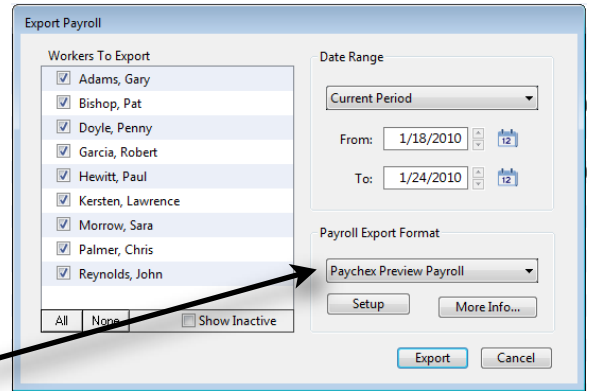 Export Payroll
Workers To Export
Adams, Gary
Bishop, Pat
Doyle, Penny
Garcia, Robert
Hewitt, Paul
Kersten, Lawrence
Morrow, Sara
Palmer, Chris
Reynolds, John
All None Show Inactive
Date Range
Current Period
From: 1/18/2010 12
To: 1/24/2010 12
Payroll Export Format
Paychex Preview Payroll
Setup More Info...
Export Cancel